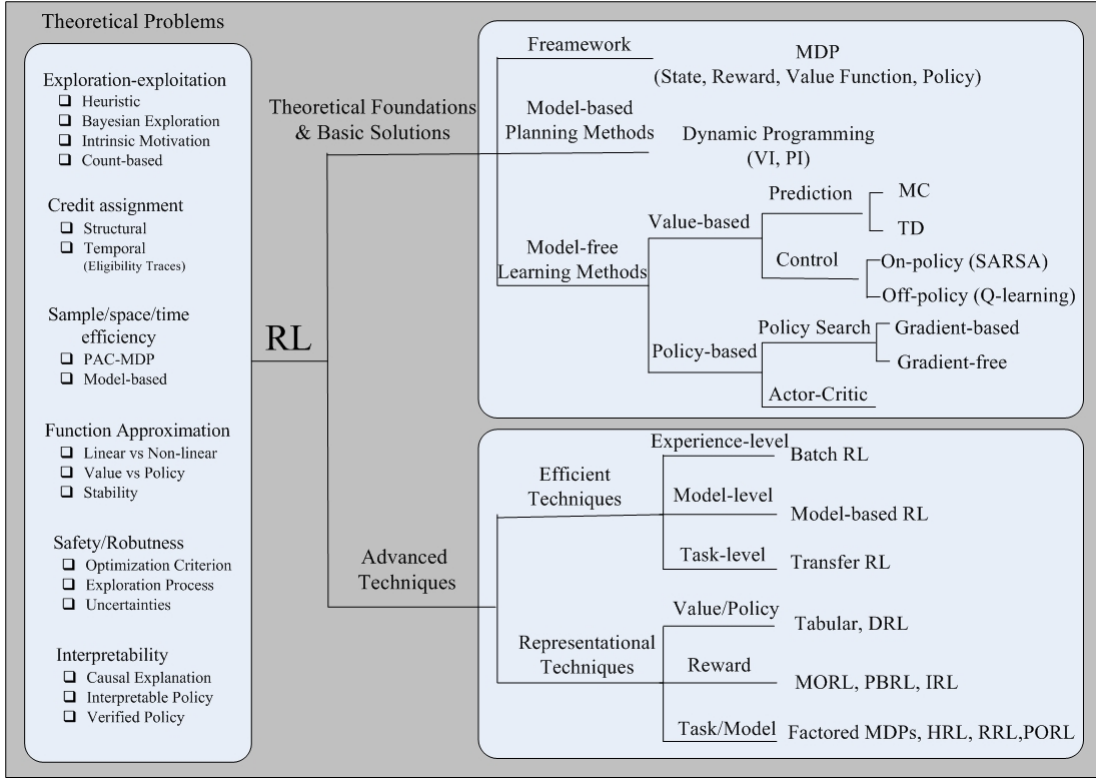 Theoretical Problems
Exploration-exploitation
❑ Heuristic
❑ Bayesian Exploration
❑ Intrinsic Motivation
❑ Count-based
Credit assignment
❑ Structural
❑ Temporal
(Eligibility Traces)
Sample/space/time
efficiency
❑ PAC-MDP
❑ Model-based
Function Approximation
❑ Linear vs Non-linear
❑ Value vs Policy
❑ Stability
Safety/Robutness
❑ Optimization Criterion
❑ Exploration Process
❑ Uncertainties
Interpretability
❑ Causal Explanation
❑ Interpretable Policy
❑ Verified Policy
RL
Theoretical Foundations
& Basic Solutions
Freamework
MDP
(State, Reward, Value Function, Policy)
Model-based
Planning Methods
Dynamic Programming
(VI, PI)
Model-free
Learning Methods
Value-based
Prediction
MC
TD
Control
On-policy (SARSA)
Off-policy (Q-learning)
Policy-based
Policy Search
Gradient-based
Gradient-free
Actor-Critic
Advanced
Techniques
Efficient
Techniques
Experience-level
Batch RL
Model-level
Model-based RL
Task-level
Transfer RL
Representational
Techniques
Value/Policy
Tabular, DRL
Reward
MORL, PBRL, IRL
Task/Model
Factored MDPs, HRL, RRL,PORL